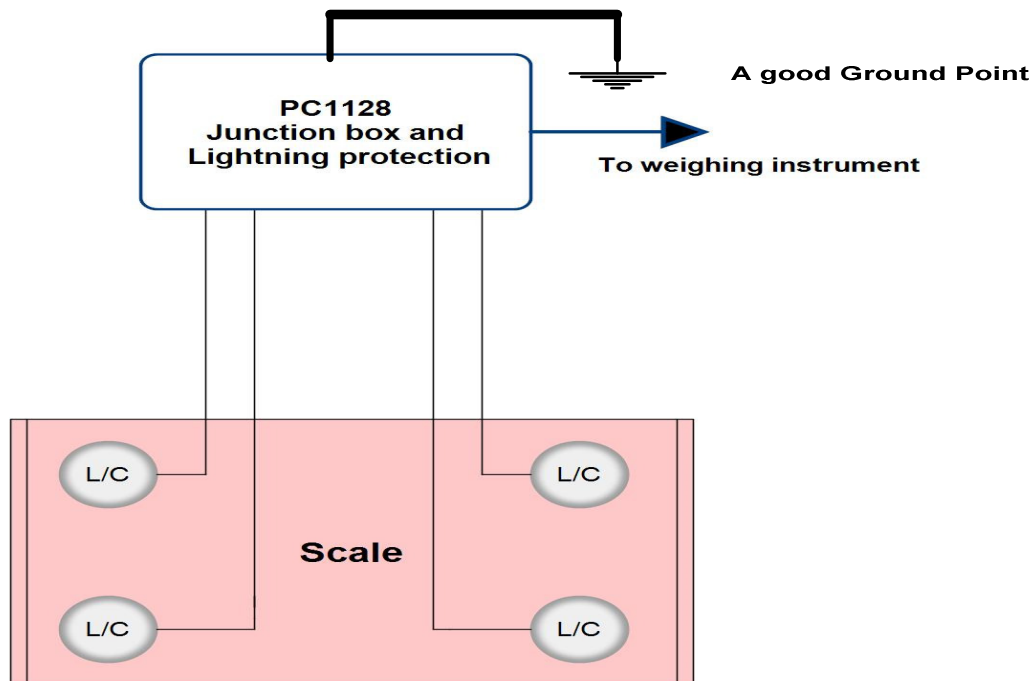 A good Ground Point
PC1128
Junction box and
Lightning protection
To weighing instrument
L/C
L/C
Scale
L/C
L/C